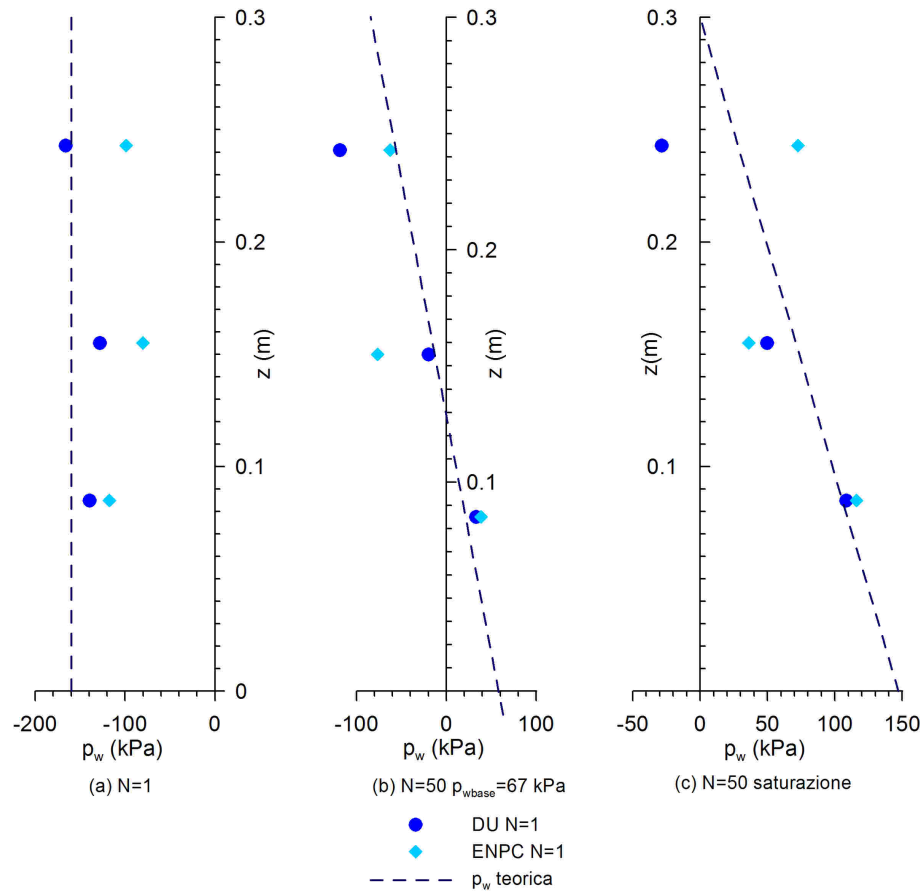 0.3 0.3 0.3
0.2 0.2 0.2
z (m) z (m) z(m)
0.1 0.1 0.1
0
-200 -100 0 -100 0 100 -50 0 50 100 150
p_w (kPa) p_w (kPa) p_w (kPa)
(a) N=1 (b) N=50 p_wbase=67 kPa (c) N=50 saturazione
DU N=1
ENPC N=1
p_w teorica